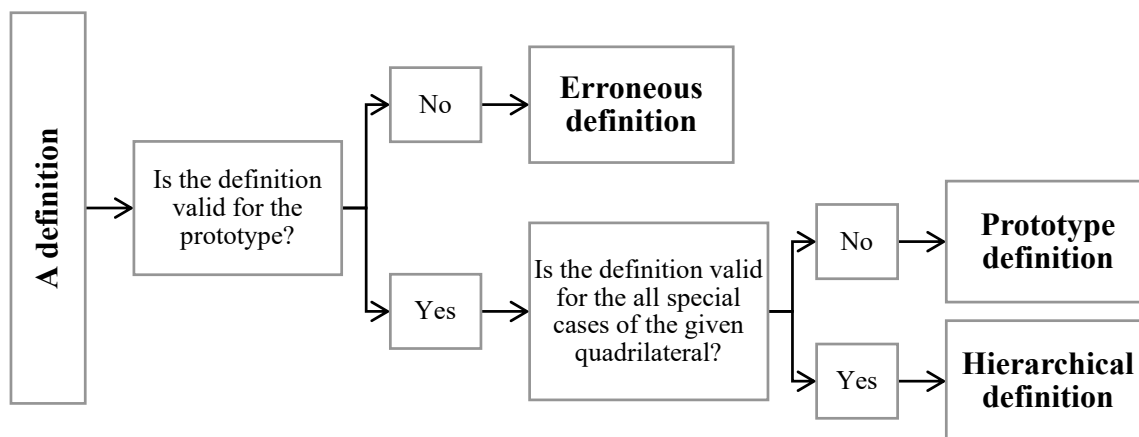 A definition
Is the definition
valid for the
prototype?
No
Erroneous
definition
Yes
Is the definition valid
for the all special
cases of the given
quadrilateral?
No
Prototype
definition
Yes
Hierarchical
definition